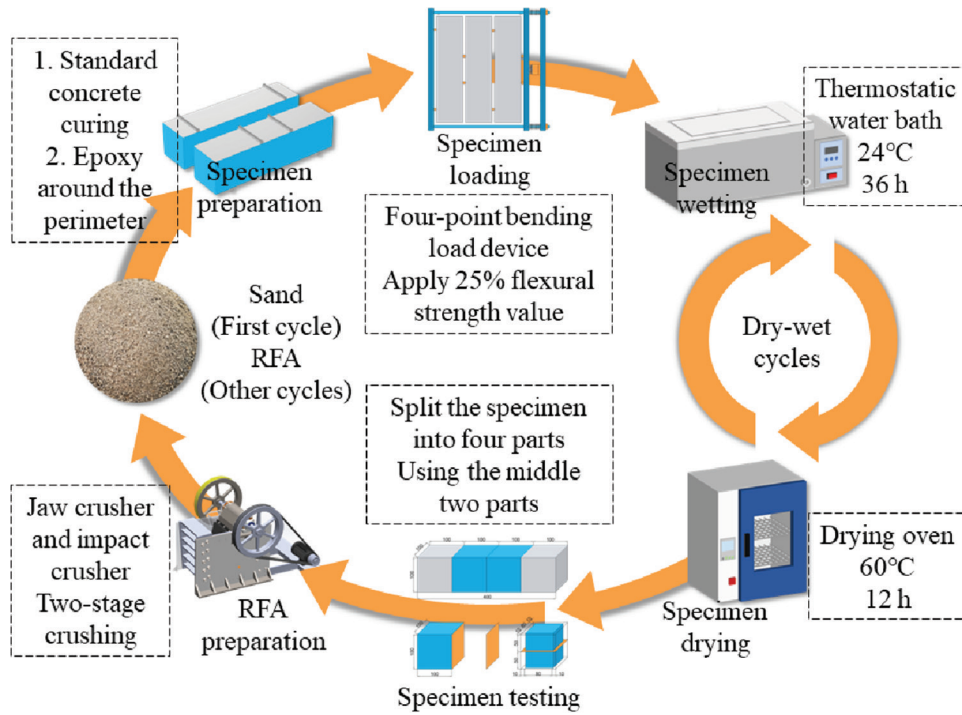 1. Standard
concrete
curing
2. Epoxy
around the
perimeter
Specimen
preparation
Specimen
loading
Four-point bending
load device
Apply 25% flexural
strength value
Specimen
wetting
Thermostatic
water bath
24°C
36 h
Dry-wet
cycles
Sand
(First cycle)
RFA
(Other cycles)
Split the specimen
into four parts
Using the middle
two parts
Drying oven
60°C
12 h
Specimen
drying
Specimen testing
Jaw crusher
and impact
crusher
Two-stage
crushing
RFA
preparation